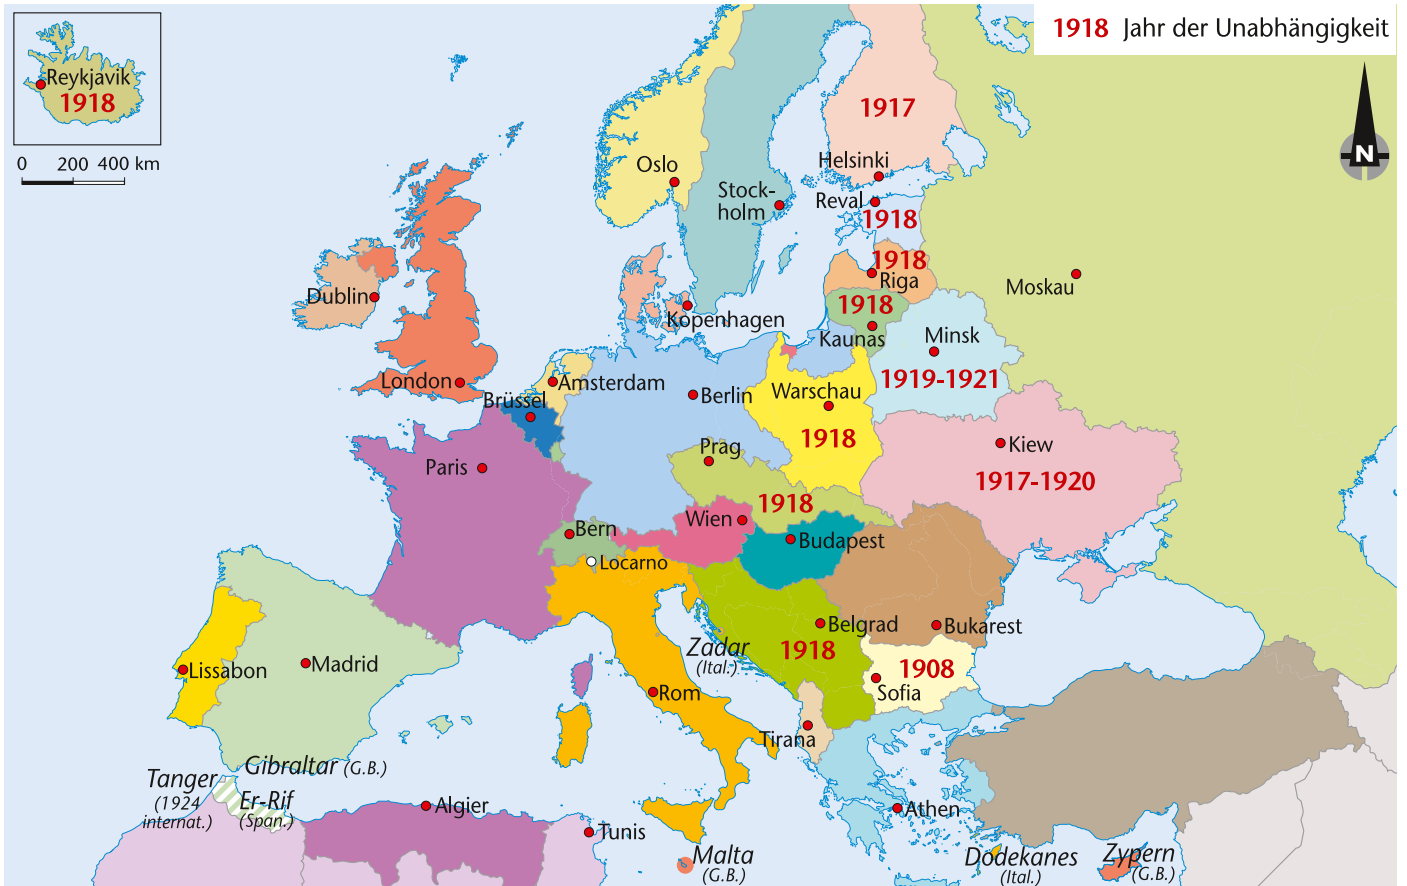 1918 Jahr der Unabhängigkeit
Reykjavik
1918
0 200 400 km
N
1917
Helsinki
Oslo
Stock-
holm
Reval
1918
1918
Riga
Moskau
Dublin
Kopenhagen
1918
Kaunas
Minsk
1919-1921
London
Amsterdam
Brüssel
Berlin
Warschau
1918
Prag
Kiew
1917-1920
Paris
1918
Wien
Bern
Budapest
Locarno
Belgrad
Bukarest
Zadar
(Ital.)
1918
1908
Sofia
Lissabon
Madrid
Rom
Tirana
Gibraltar (G.B.)
Tanger
(1924
internat.)
Er-Rif
(Span.)
Algier
Tunis
Athen
Malta
(G.B.)
Dodekanes
(Ital.)
Zypern
(G.B.)